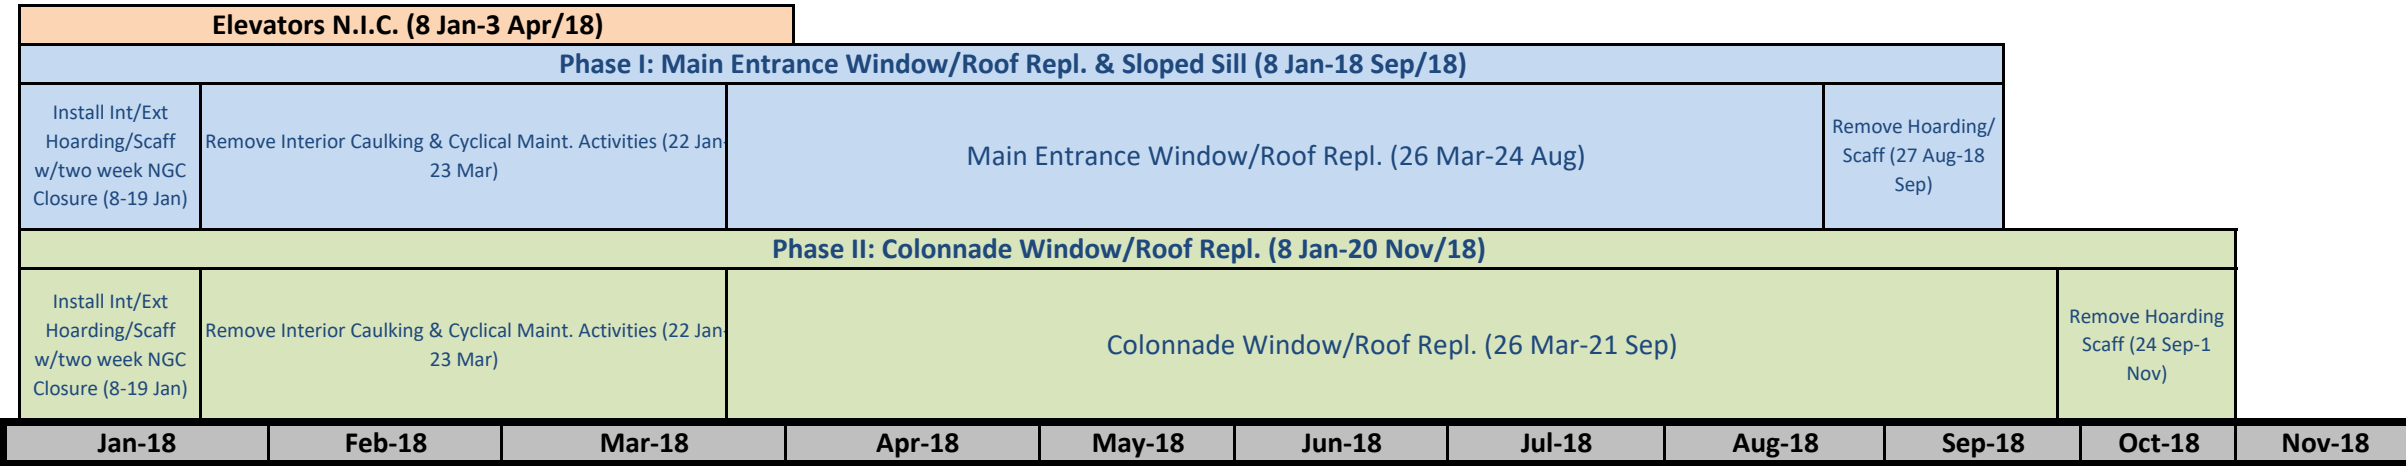 Elevators N.I.C. (8 Jan-3 Apr/18)
Phase I: Main Entrance Window/Roof Repl. & Sloped Sill (8 Jan-18 Sep/18)
Install Int/Ext
Hoarding/Scaff
w/two week NGC
Closure (8-19 Jan)
Remove Interior Caulking & Cyclical Maint. Activities (22 Jan-
23 Mar)
Main Entrance Window/Roof Repl. (26 Mar-24 Aug)
Remove Hoarding/
Scaff (27 Aug-18
Sep)
Phase II: Colonnade Window/Roof Repl. (8 Jan-20 Nov/18)
Install Int/Ext
Hoarding/Scaff
w/two week NGC
Closure (8-19 Jan)
Remove Interior Caulking & Cyclical Maint. Activities (22 Jan-
23 Mar)
Colonnade Window/Roof Repl. (26 Mar-21 Sep)
Remove Hoarding
Scaff (24 Sep-1
Nov)
Jan-18 Feb-18 Mar-18 Apr-18 May-18 Jun-18 Jul-18 Aug-18 Sep-18 Oct-18 Nov-18